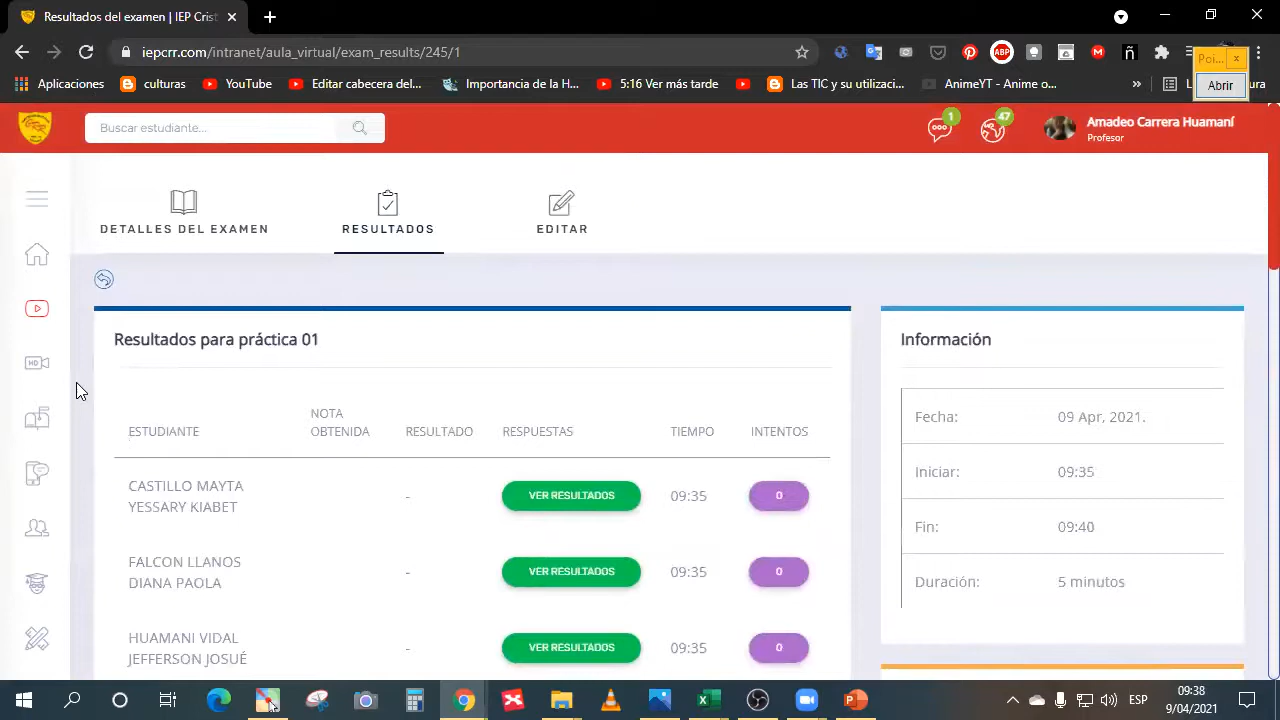 Resultados del examen | IEP Crist
iepcrr.com/intranet/aula_virtual/exam_results/245/1
ABP
M
ñ
Poi...
Abrir
Aplicaciones
culturas
YouTube
Editar cabecera del...
Importancia de la H...
5:16 Ver más tarde
Las TIC y su utilizaci...
AnimeYT - Anime o...
»
Buscar estudiante...
1
47
Amadeo Carrera Huamaní
Profesor
DETALLES DEL EXAMEN
RESULTADOS
EDITAR
HD
Resultados para práctica 01
ESTUDIANTE
NOTA
OBTENIDA
RESULTADO
RESPUESTAS
TIEMPO
INTENTOS
CASTILLO MAYTA
YESSARY KIABET
-
VER RESULTADOS
09:35
0
FALCON LLANOS
DIANA PAOLA
-
VER RESULTADOS
09:35
0
HUAMANI VIDAL
JEFFERSON JOSUÉ
-
VER RESULTADOS
09:35
0
Información
Fecha:
09 Apr, 2021.
Iniciar:
09:35
Fin:
09:40
Duración:
5 minutos
ESP
09:38
9/04/2021